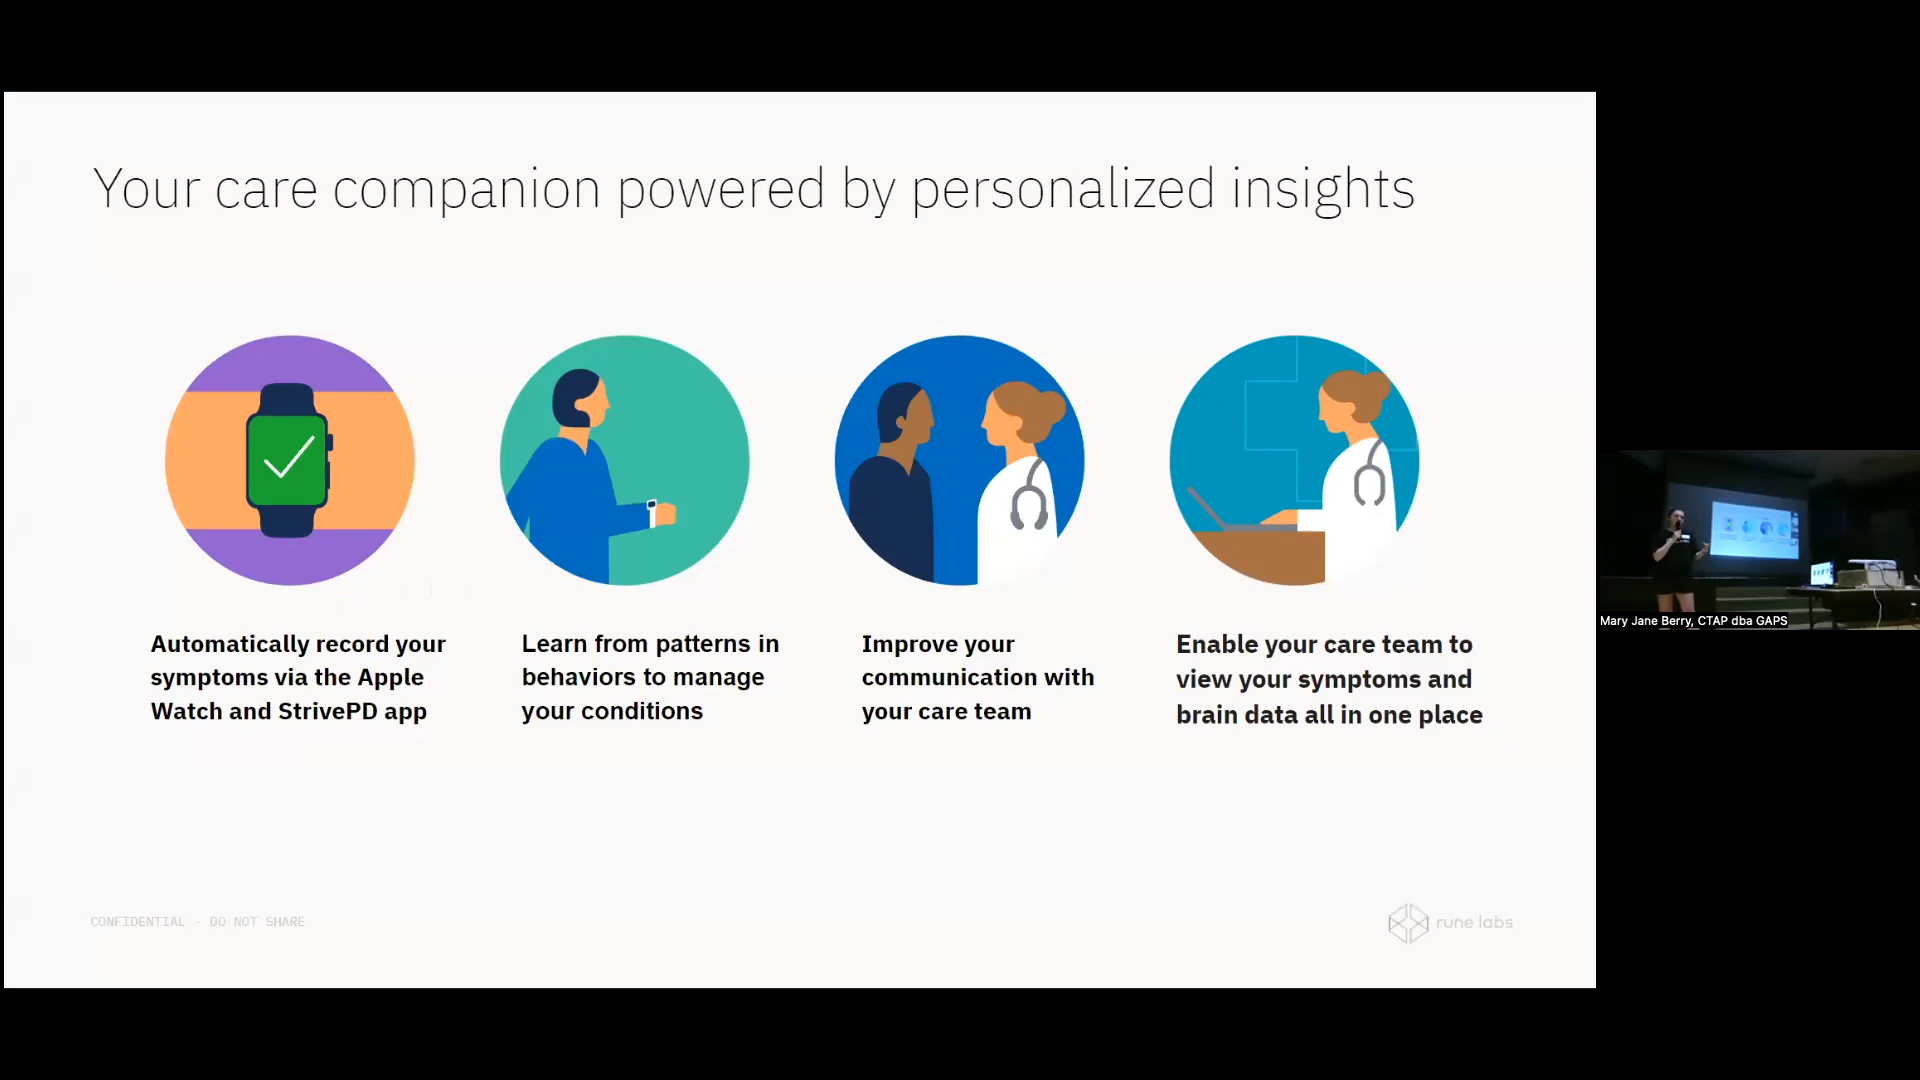 Your care companion powered by personalized insights
Automatically record your
symptoms via the Apple
Watch and StrivePD app
Learn from patterns in
behaviors to manage
your conditions
Improve your
communication with
your care team
Enable your care team to
view your symptoms and
brain data all in one place
CONFIDENTIAL - DO NOT SHARE
rune labs
Mary Jane Berry, CTAP dba GAPS